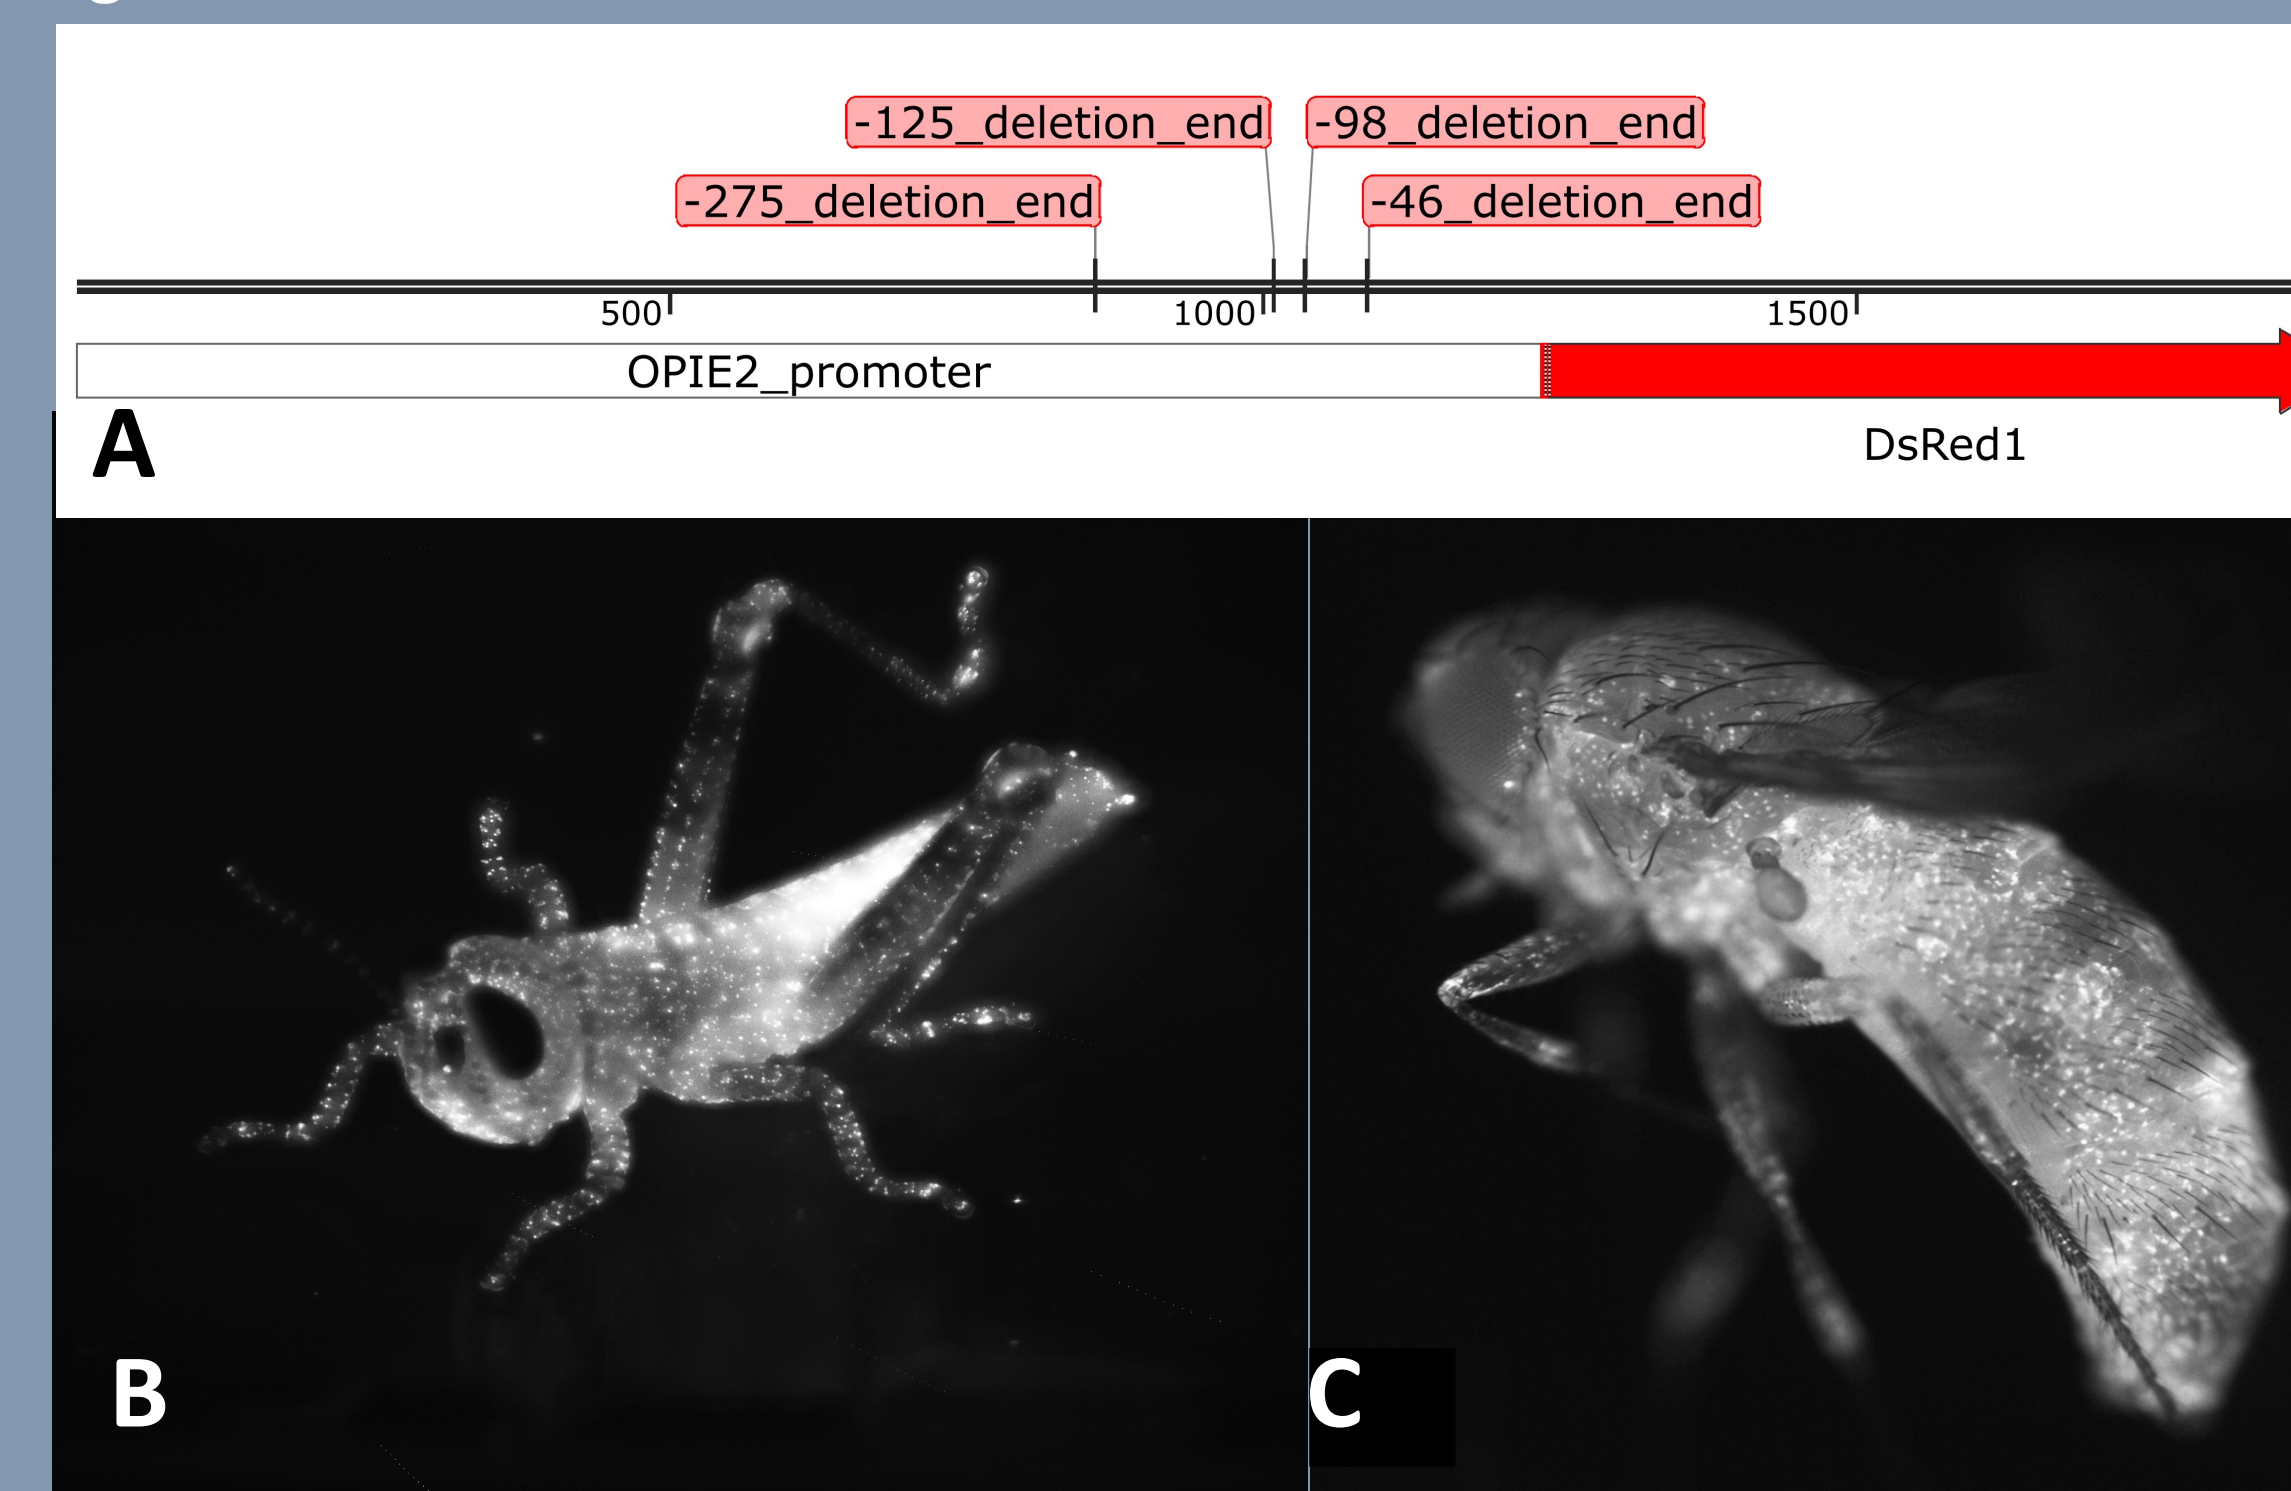 -125_deletion_end -98_deletion_end
-275_deletion_end -46_deletion_end
500 1000 1500
OPIE2_promoter
A
DsRed1
B
C